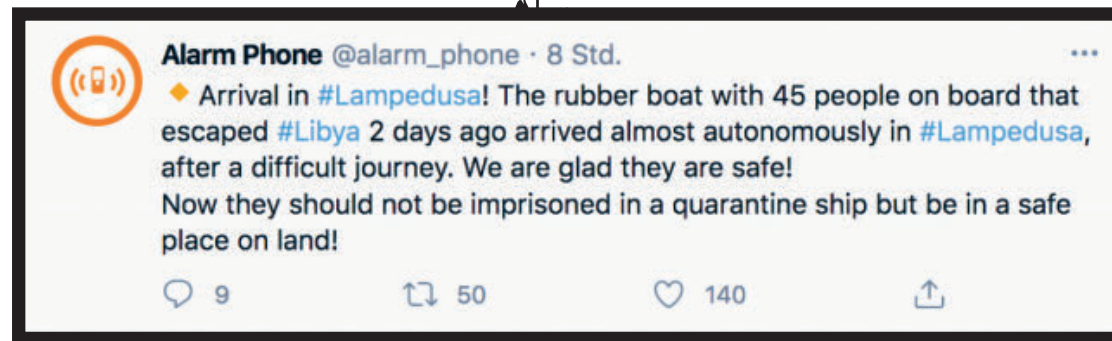 Alarm Phone @alarm_phone · 8 Std.
🔸 Arrival in #Lampedusa! The rubber boat with 45 people on board that
escaped #Libya 2 days ago arrived almost autonomously in #Lampedusa,
after a difficult journey. We are glad they are safe!
Now they should not be imprisoned in a quarantine ship but be in a safe
place on land!
9 50 140